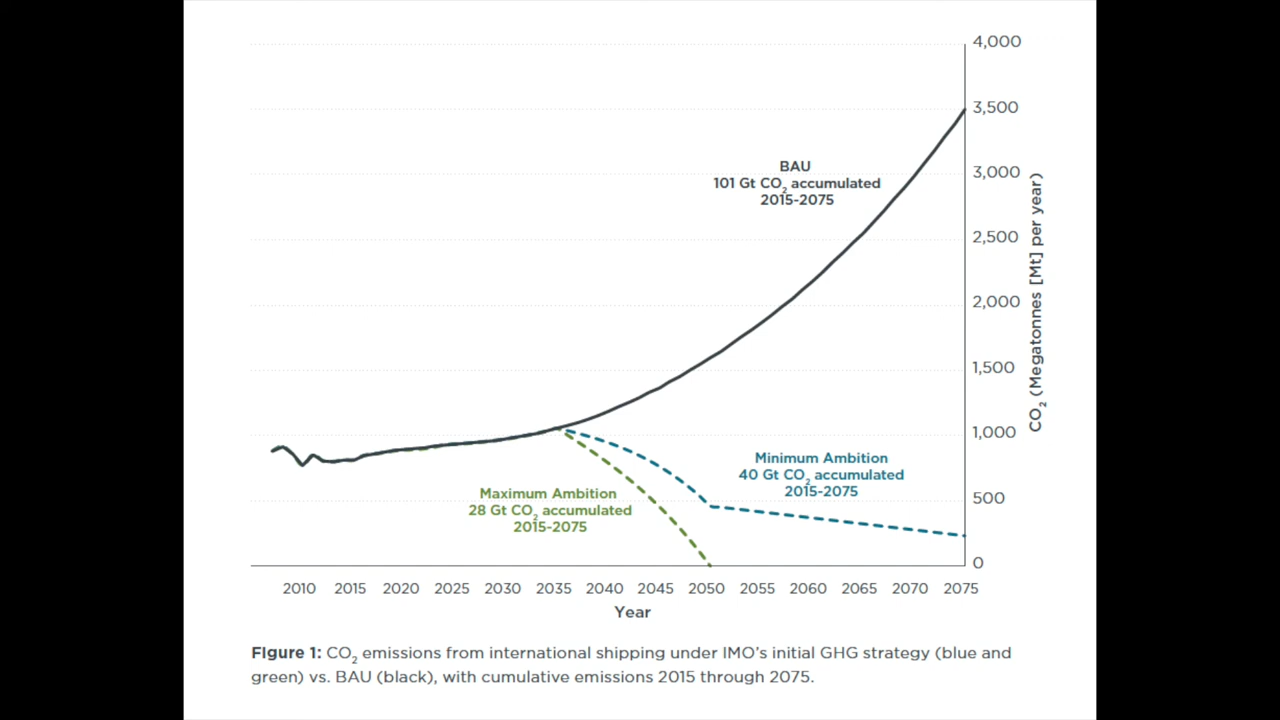 4,000
3,500
BAU
101 Gt CO₂ accumulated
2015-2075
3,000
2,500
2,000
1,500
1,000
CO₂ (Megatonnes [Mt] per year)
Minimum Ambition
40 Gt CO₂ accumulated
2015-2075
Maximum Ambition
28 Gt CO₂ accumulated
2015-2075
500
0
2010 2015 2020 2025 2030 2035 2040 2045 2050 2055 2060 2065 2070 2075
Year
Figure 1: CO₂ emissions from international shipping under IMO's initial GHG strategy (blue and
green) vs. BAU (black), with cumulative emissions 2015 through 2075.